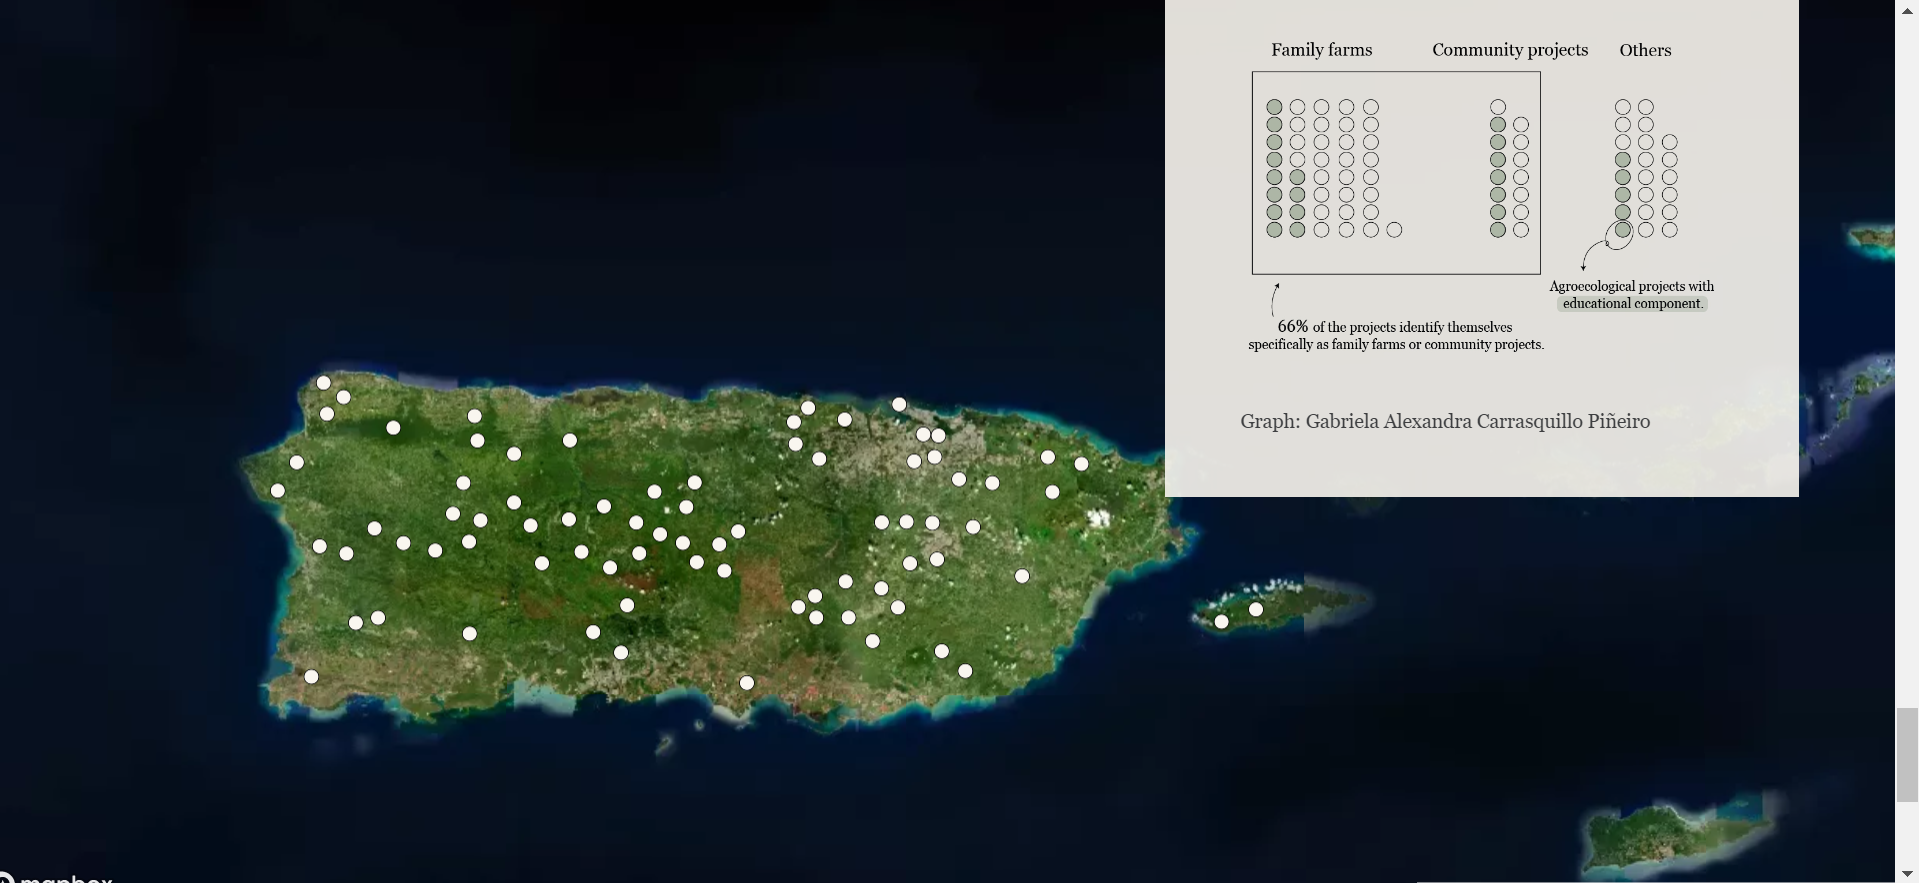 Family farms
Community projects
Others
Agroecological projects with
educational component.
66% of the projects identify themselves
specifically as family farms or community projects.
Graph: Gabriela Alexandra Carrasquillo Piñeiro
mapbox